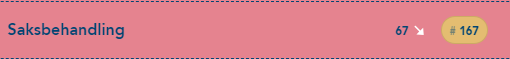 Saksbehandling 67 ↘ # 167